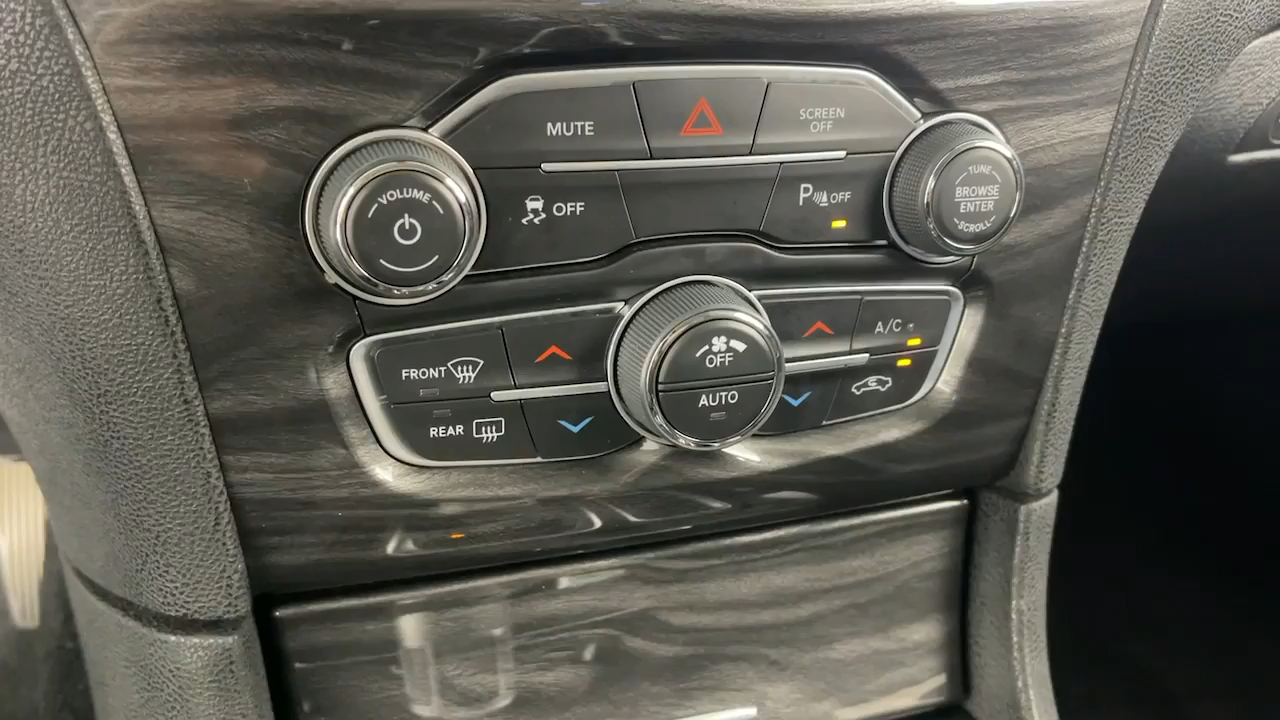 MUTE
SCREEN
OFF
VOLUME
OFF
P OFF
TUNE
BROWSE
ENTER
SCROLL
FRONT
OFF
A/C
AUTO
REAR